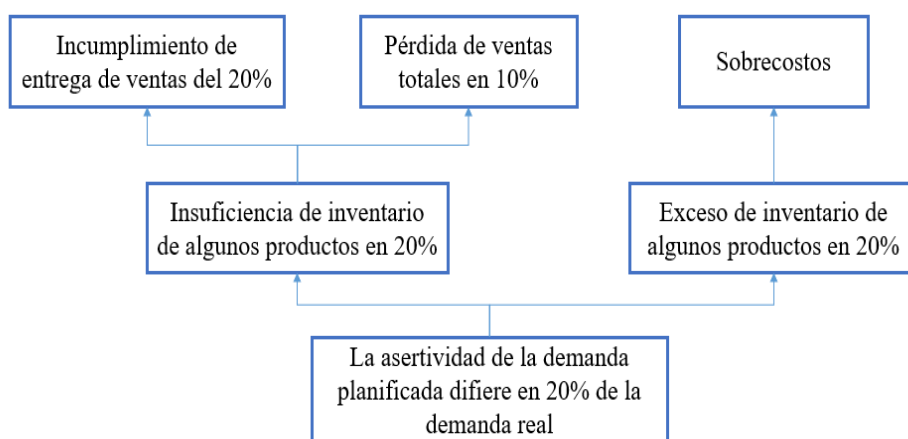 Incumplimiento de
entrega de ventas del 20%
Pérdida de ventas
totales en 10%
Sobrecostos
Insuficiencia de inventario
de algunos productos en 20%
Exceso de inventario de
algunos productos en 20%
La asertividad de la demanda
planificada difiere en 20% de la
demanda real